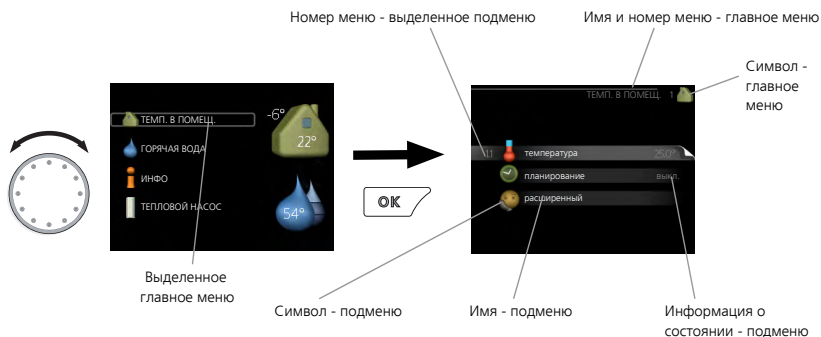 Номер меню - выделенное подменю
Имя и номер меню - главное меню
Символ -
главное
меню
ТЕМП. В ПОМЕЩ.
ГОРЯЧАЯ ВОДА
ИНФО
ТЕПЛОВОЙ НАСОС
-6°
22°
54°
OK
ТЕМП. В ПОМЕЩ. 1
1.1 температура 25.0°
планирование выкл.
расширенный
Выделенное
главное меню
Символ - подменю
Имя - подменю
Информация о
состоянии - подменю